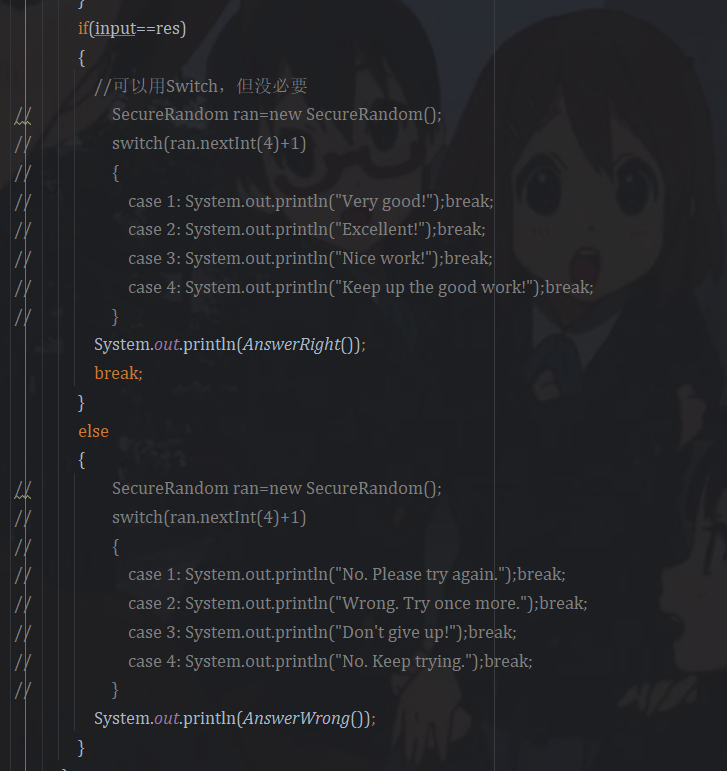 }
if(input==res)
{
//可以用Switch，但没必要
// SecureRandom ran=new SecureRandom();
// switch(ran.nextInt(4)+1)
// {
// case 1: System.out.println("Very good!");break;
// case 2: System.out.println("Excellent!");break;
// case 3: System.out.println("Nice work!");break;
// case 4: System.out.println("Keep up the good work!");break;
// }
System.out.println(AnswerRight());
break;
}
else
{
// SecureRandom ran=new SecureRandom();
// switch(ran.nextInt(4)+1)
// {
// case 1: System.out.println("No. Please try again.");break;
// case 2: System.out.println("Wrong. Try once more.");break;
// case 3: System.out.println("Don't give up!");break;
// case 4: System.out.println("No. Keep trying.");break;
// }
System.out.println(AnswerWrong());
}
}